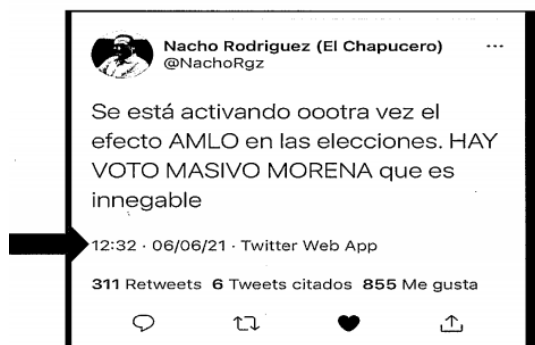 Nacho Rodriguez (El Chapucero)
@NachoRgz
Se está activando oootra vez el
efecto AMLO en las elecciones. HAY
VOTO MASIVO MORENA que es
innegable
12:32 · 06/06/21 · Twitter Web App
311 Retweets 6 Tweets citados 855 Me gusta